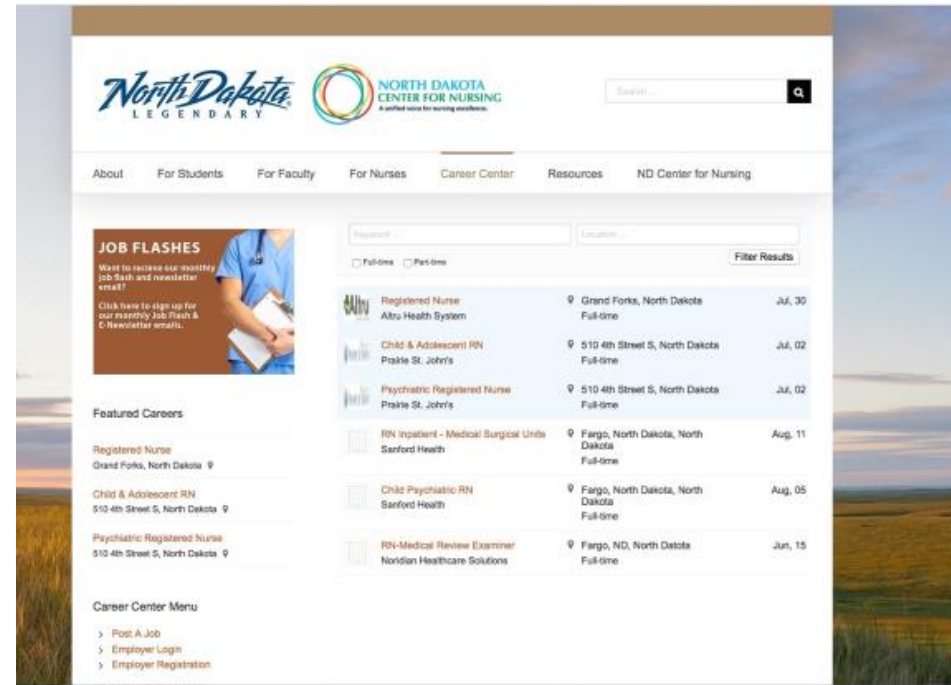 North Dakota
LEGENDARY
NORTH DAKOTA
CENTER FOR NURSING
A unified voice for nursing excellence.
Search ...
About For Students For Faculty For Nurses Career Center Resources ND Center for Nursing
JOB FLASHES
Want to recieve our monthly
job flash and newsletter
email?
Click here to sign up for
our monthly Job Flash &
E-Newsletter emails.
Featured Careers
Registered Nurse
Grand Forks, North Dakota
Child & Adolescent RN
510 4th Street S, North Dakota
Psychiatric Registered Nurse
510 4th Street S, North Dakota
Career Center Menu
> Post A Job
> Employer Login
> Employer Registration
Keyword ... Location ...
Full-time Part-time Filter Results
Altru
Registered Nurse Grand Forks, North Dakota Jul, 30
Altru Health System Full-time
Child & Adolescent RN 510 4th Street S, North Dakota Jul, 02
Prairie St. John's Full-time
Psychiatric Registered Nurse 510 4th Street S, North Dakota Jul, 02
Prairie St. John's Full-time
RN Inpatient - Medical Surgical Units Fargo, North Dakota, North Aug, 11
Sanford Health Dakota
Full-time
Child Psychiatric RN Fargo, North Dakota, North Aug, 05
Sanford Health Dakota
Full-time
RN-Medical Review Examiner Fargo, ND, North Dakota Jun, 15
Noridian Healthcare Solutions Full-time